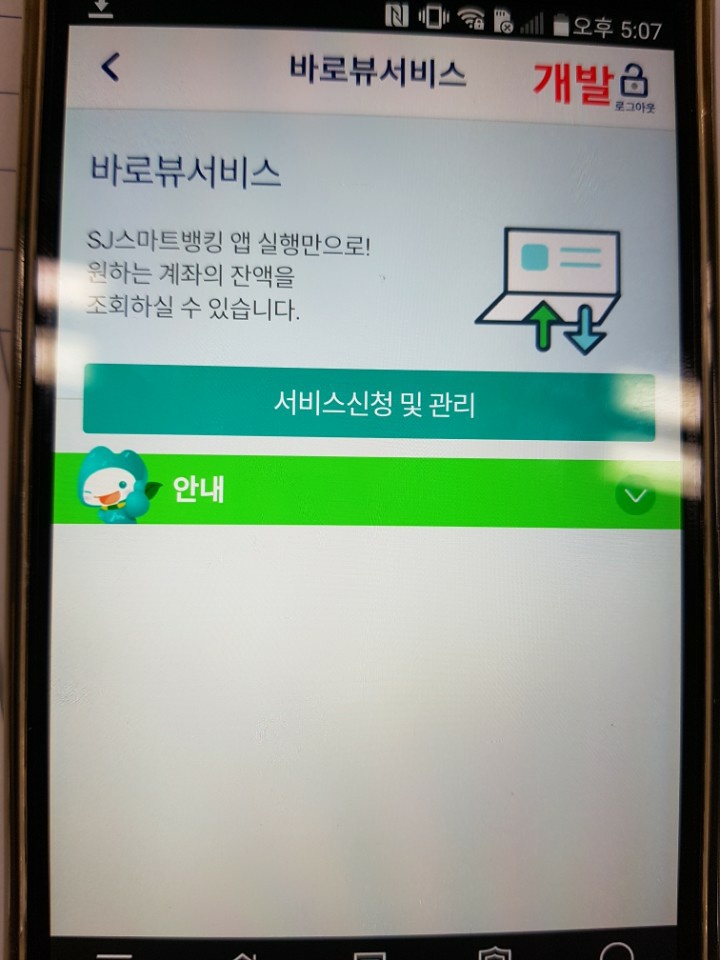 오후 5:07
바로뷰서비스
개발
로그아웃
바로뷰서비스
SJ스마트뱅킹 앱 실행만으로!
원하는 계좌의 잔액을
조회하실 수 있습니다.
서비스신청 및 관리
안내